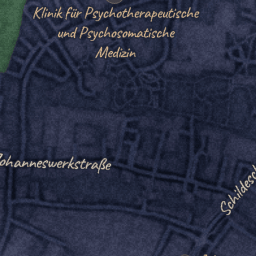 Klinik für Psychotherapeutische
und Psychosomatische
Medizin
Johanneswerkstraße